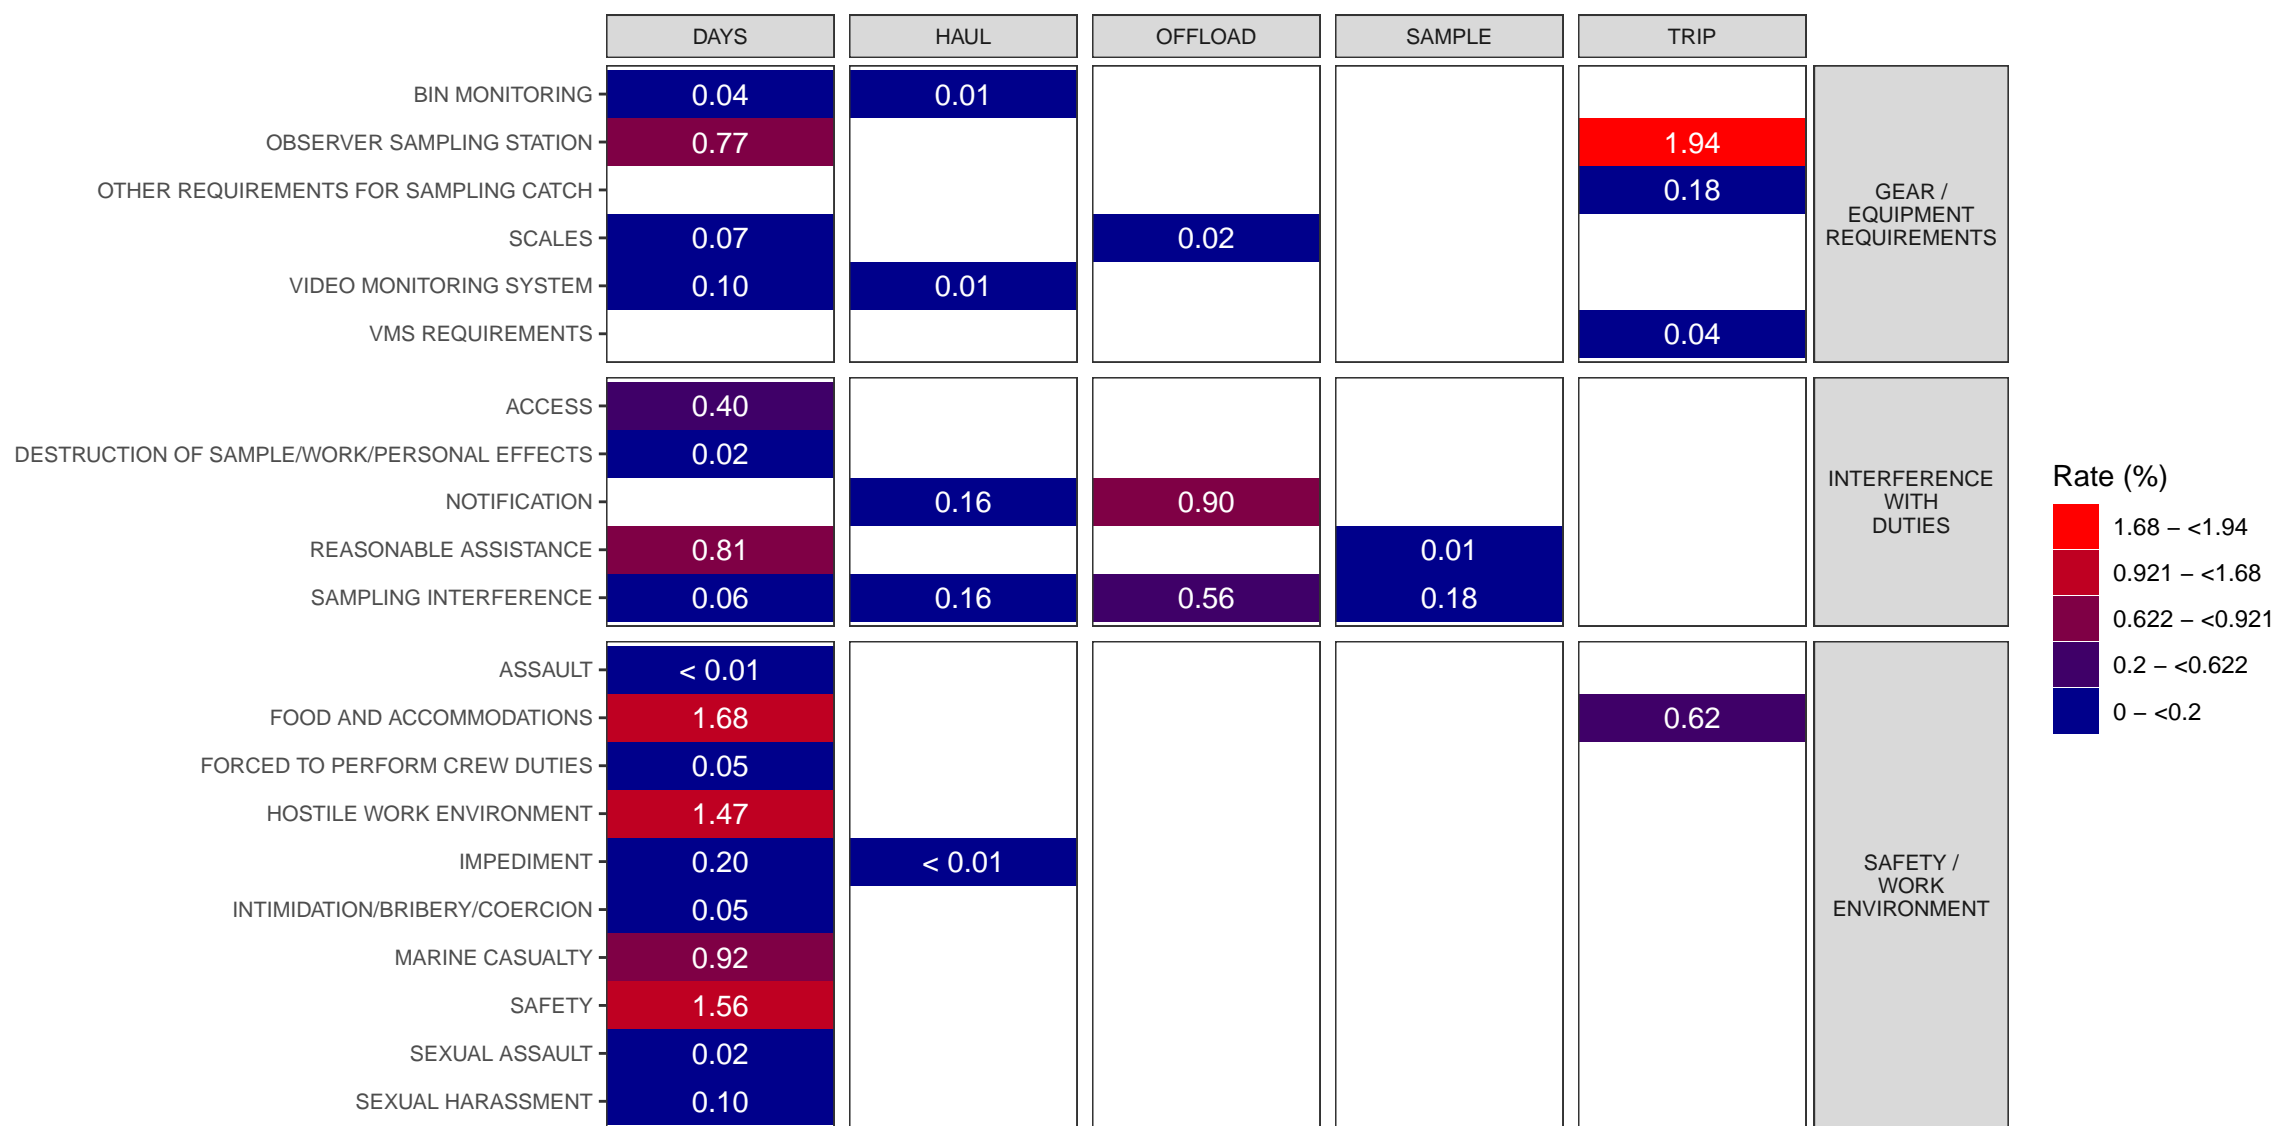 DAYS HAUL OFFLOAD SAMPLE TRIP
BIN MONITORING 0.04 0.01
OBSERVER SAMPLING STATION 0.77 1.94
OTHER REQUIREMENTS FOR SAMPLING CATCH 0.18
SCALES 0.07 0.02
VIDEO MONITORING SYSTEM 0.10 0.01
VMS REQUIREMENTS 0.04
GEAR /
EQUIPMENT
REQUIREMENTS
ACCESS 0.40
DESTRUCTION OF SAMPLE/WORK/PERSONAL EFFECTS 0.02
NOTIFICATION 0.16 0.90
REASONABLE ASSISTANCE 0.81 0.01
SAMPLING INTERFERENCE 0.06 0.16 0.56 0.18
INTERFERENCE
WITH
DUTIES
ASSAULT < 0.01
FOOD AND ACCOMMODATIONS 1.68 0.62
FORCED TO PERFORM CREW DUTIES 0.05
HOSTILE WORK ENVIRONMENT 1.47
IMPEDIMENT 0.20 < 0.01
INTIMIDATION/BRIBERY/COERCION 0.05
MARINE CASUALTY 0.92
SAFETY 1.56
SEXUAL ASSAULT 0.02
SEXUAL HARASSMENT 0.10
SAFETY /
WORK
ENVIRONMENT
Rate (%)
1.68 – <1.94
0.921 – <1.68
0.622 – <0.921
0.2 – <0.622
0 – <0.2